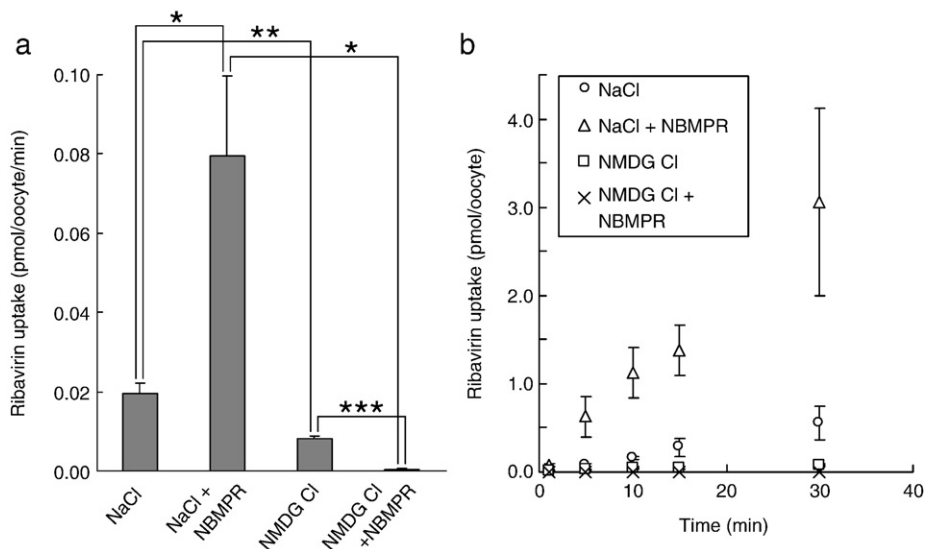 a
*
**
*
***
Ribavirin uptake (pmol/oocyte/min)
0.10
0.08
0.06
0.04
0.02
0.00
NaCl
NaCl +
NBMPR
NMDG Cl
NMDG Cl
+NBMPR
b
NaCl
NaCl + NBMPR
NMDG Cl
NMDG Cl +
NBMPR
Ribavirin uptake (pmol/oocyte)
4.0
3.0
2.0
1.0
0.0
0
10
20
30
40
Time (min)